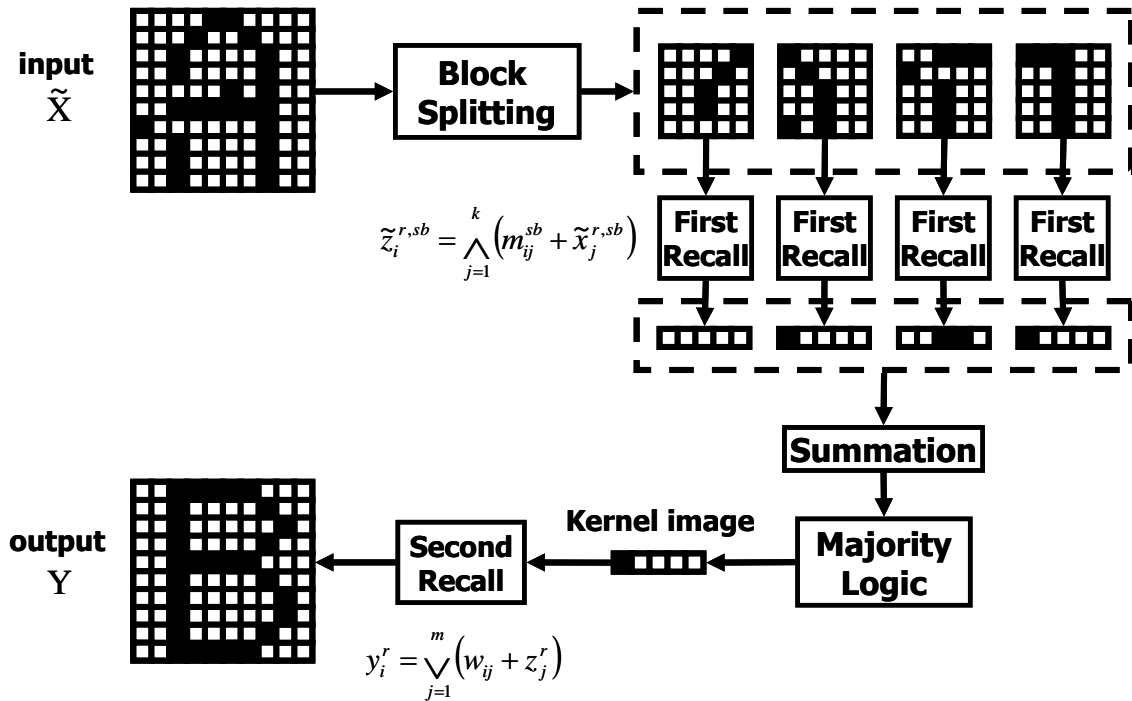 input
X̃
Block
Splitting
z̃_i^{r,sb} = ⋀_{j=1}^{k} (m_{ij}^{sb} + x̃_j^{r,sb})
First
Recall
First
Recall
First
Recall
First
Recall
Summation
Majority
Logic
Kernel image
Second
Recall
output
Y
y_i^r = ⋁_{j=1}^{m} (w_{ij} + z_j^r)